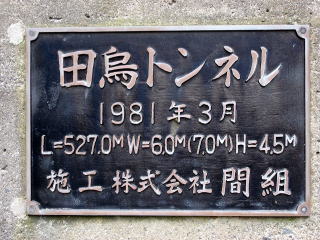 田烏トンネル
1981年3月
L=527.0M W=6.0M(7.0M) H=4.5M
施工 株式会社 間組